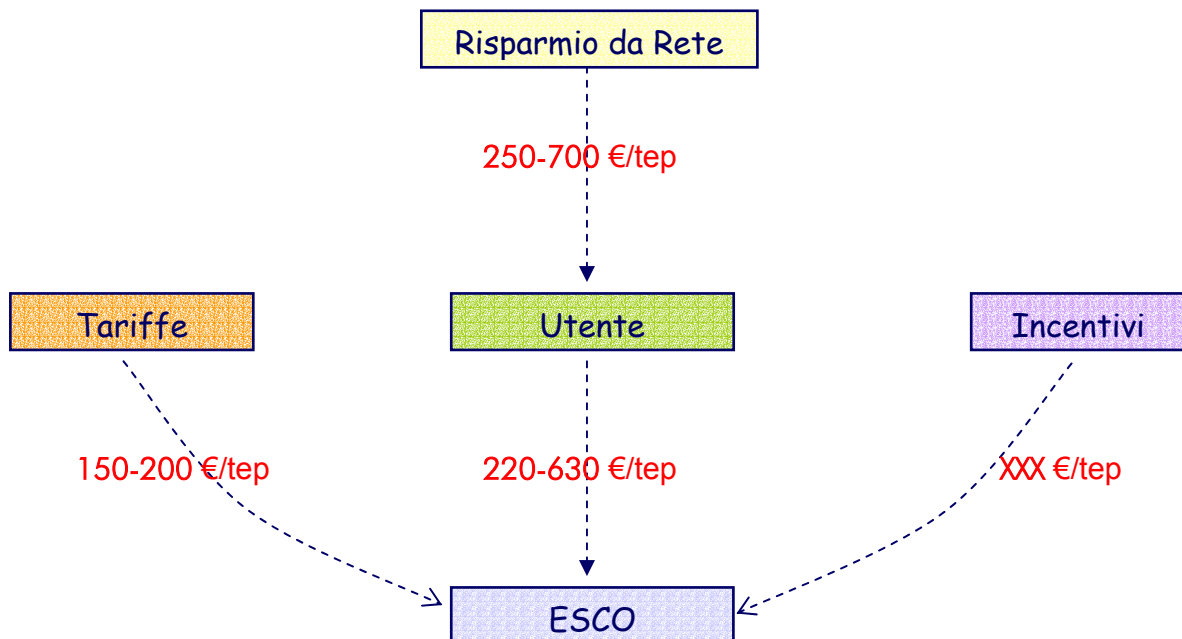 Risparmio da Rete
250-700 €/tep
Tariffe
Utente
Incentivi
150-200 €/tep
220-630 €/tep
XXX €/tep
ESCO